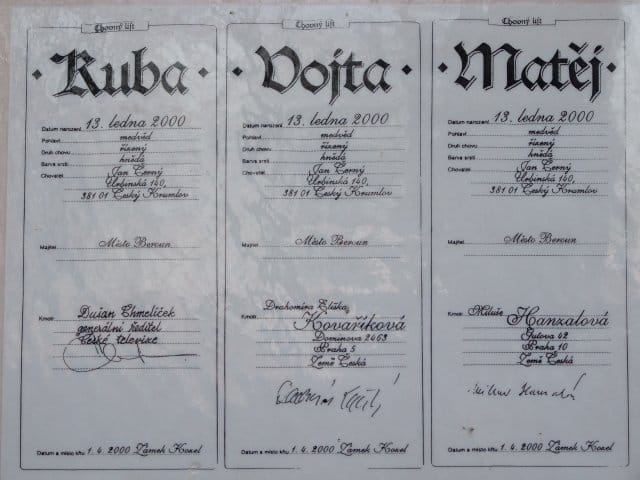 Chovný list
· Kuba ·
Datum narození 13. ledna 2000
Pohlaví medvěd
Druh chovu řízený
Barva srsti hnědá
Chovatel Jan Černý
Urbinská 140,
381 01 Český Krumlov
Majitel Město Beroun
Kmotr Dušan Chmelíček
generální ředitel
České televize
Datum a místo křtu 1. 4. 2000 Zámek Kozel
Chovný list
· Vojta ·
Datum narození 13. ledna 2000
Pohlaví medvěd
Druh chovu řízený
Barva srsti hnědá
Chovatel Jan Černý
Urbinská 140,
381 01 Český Krumlov
Majitel Město Beroun
Drahomíra Eliška
Kmotr Kovaříková
Dominova 2463
Praha 5
Země Česká
Datum a místo křtu 1. 4. 2000 Zámek Kozel
Chovný list
· Matěj ·
Datum narození 13. ledna 2000
Pohlaví medvěd
Druh chovu řízený
Barva srsti hnědá
Chovatel Jan Černý
Urbinská 140,
381 01 Český Krumlov
Majitel Město Beroun
Kmotr Miluše Hanzalová
Gutova 42
Praha 10
Země Česká
Datum a místo křtu 1. 4. 2000 Zámek Kozel